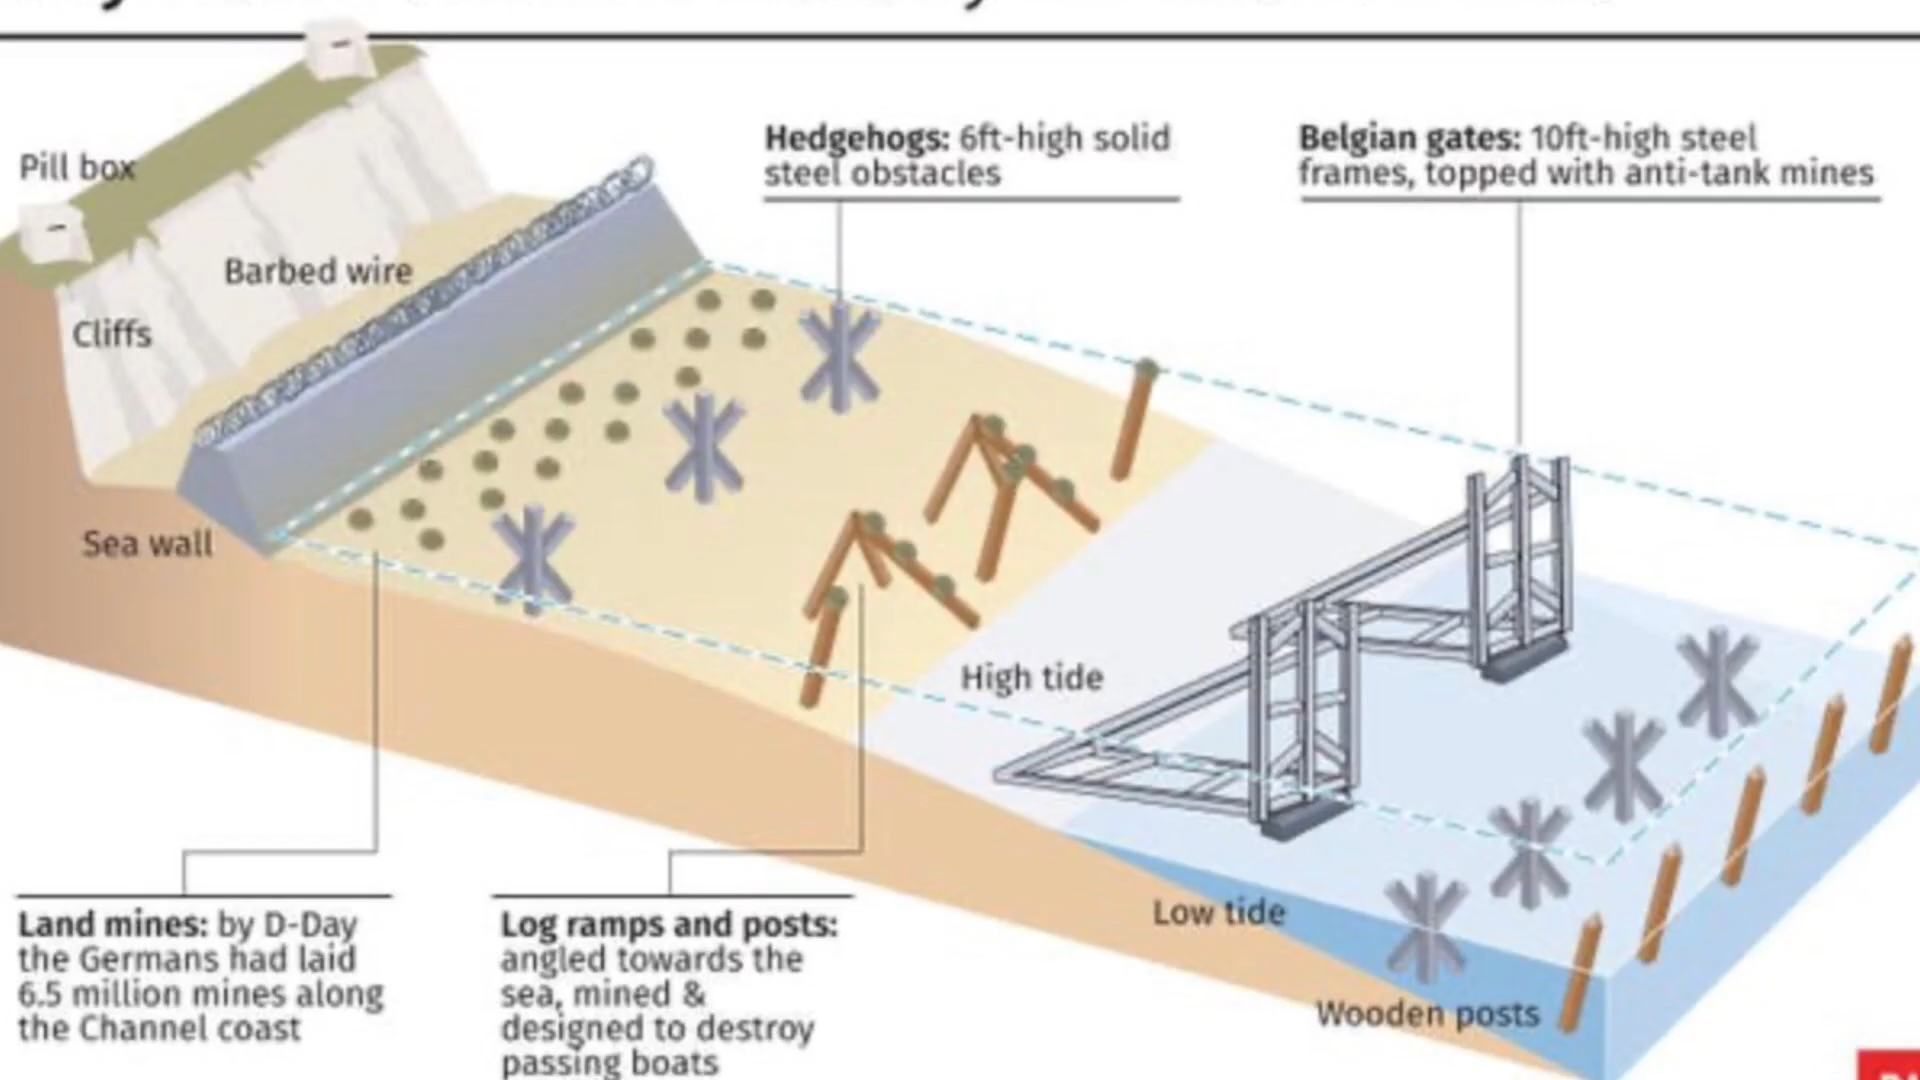 Pill box
Hedgehogs: 6ft-high solid
steel obstacles
Belgian gates: 10ft-high steel
frames, topped with anti-tank mines
Barbed wire
Cliffs
Sea wall
High tide
Low tide
Wooden posts
Land mines: by D-Day
the Germans had laid
6.5 million mines along
the Channel coast
Log ramps and posts:
angled towards the
sea, mined &
designed to destroy
passing boats